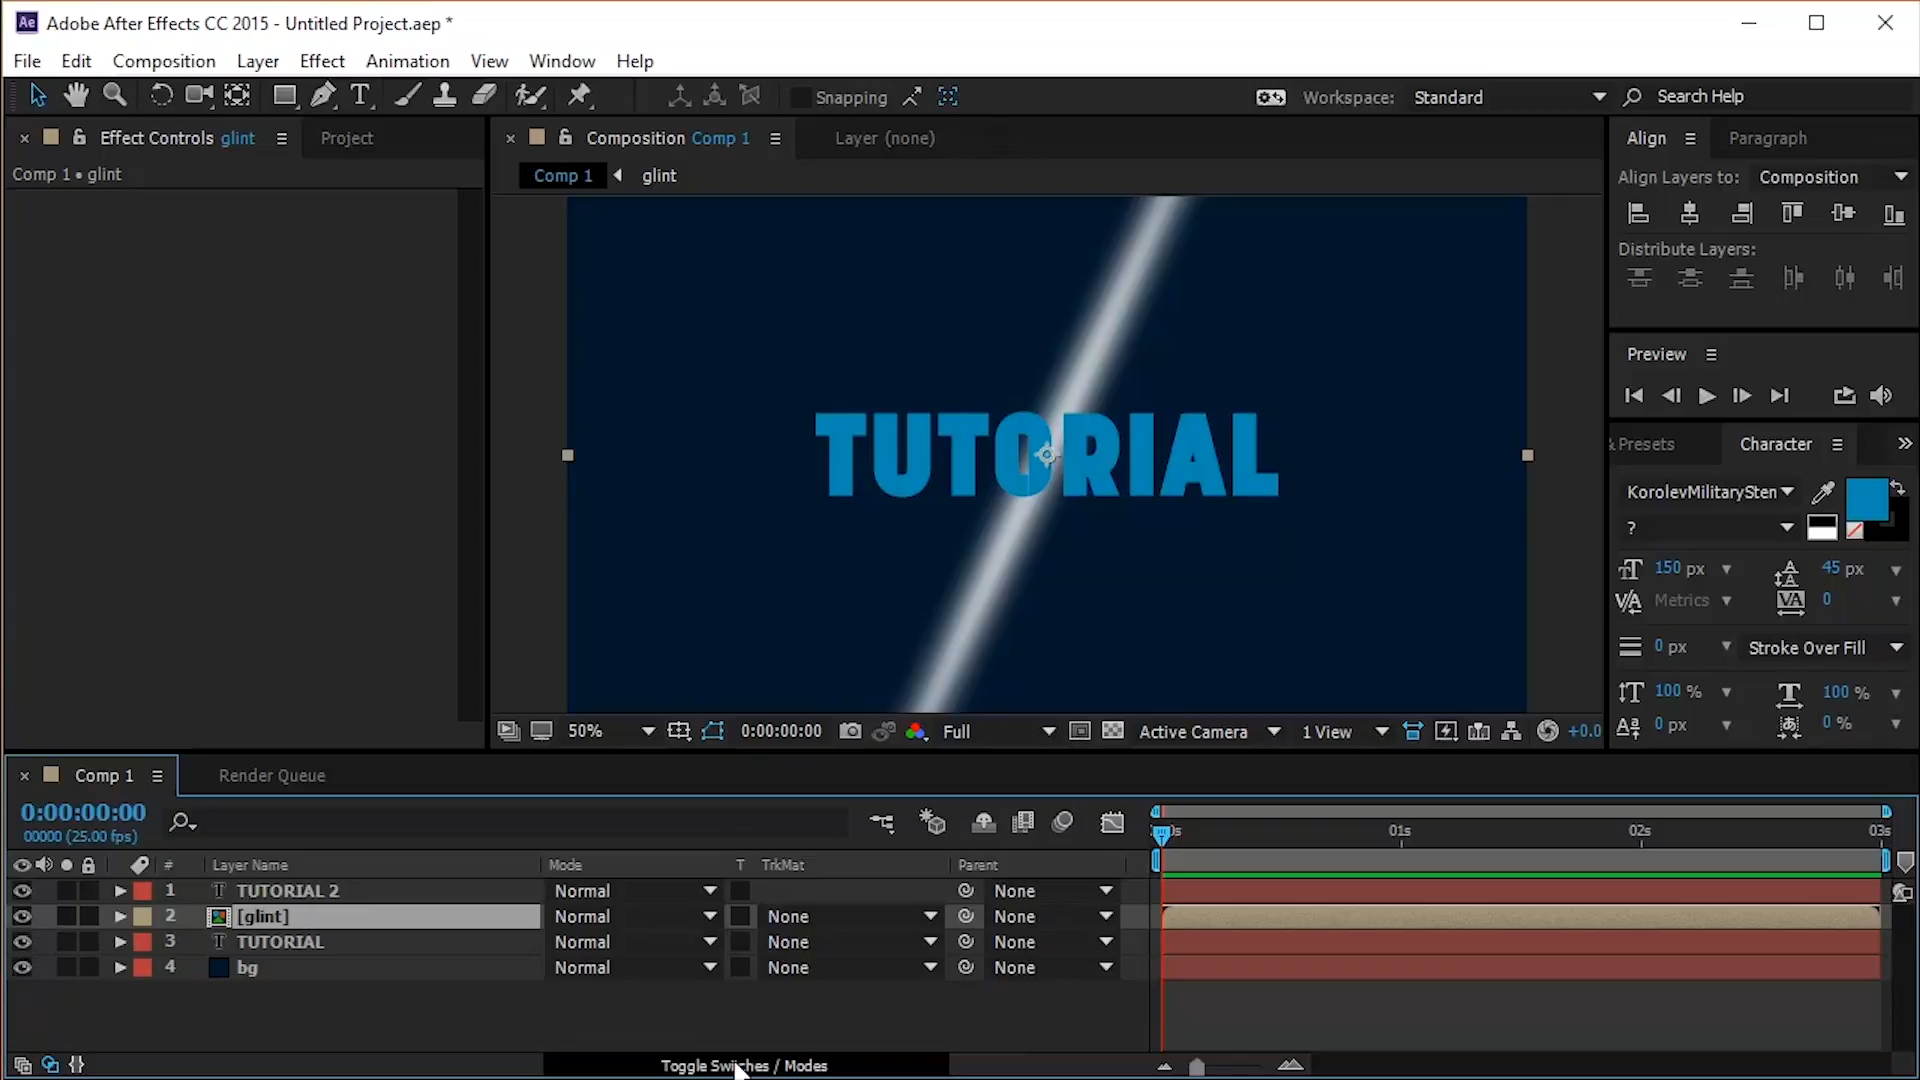 Ae Adobe After Effects CC 2015 - Untitled Project.aep *
File Edit Composition Layer Effect Animation View Window Help
Snapping Workspace: Standard Search Help
Effect Controls glint Project
Comp 1 • glint
Composition Comp 1 Layer (none)
Comp 1 glint
TUTORIAL
50% 0:00:00:00 Full Active Camera 1 View +0.0
Align Paragraph
Align Layers to: Composition
Distribute Layers:
Preview
& Presets Character
KorolevMilitarySten
?
150 px 45 px
Metrics 0
0 px Stroke Over Fill
100 % 100 %
0 px 0 %
Comp 1 Render Queue
0:00:00:00
00000 (25.00 fps)
01s 02s 03s
# Layer Name Mode T TrkMat Parent
1 T TUTORIAL 2 Normal None
2 [glint] Normal None None
3 T TUTORIAL Normal None None
4 bg Normal None None
Toggle Switches / Modes